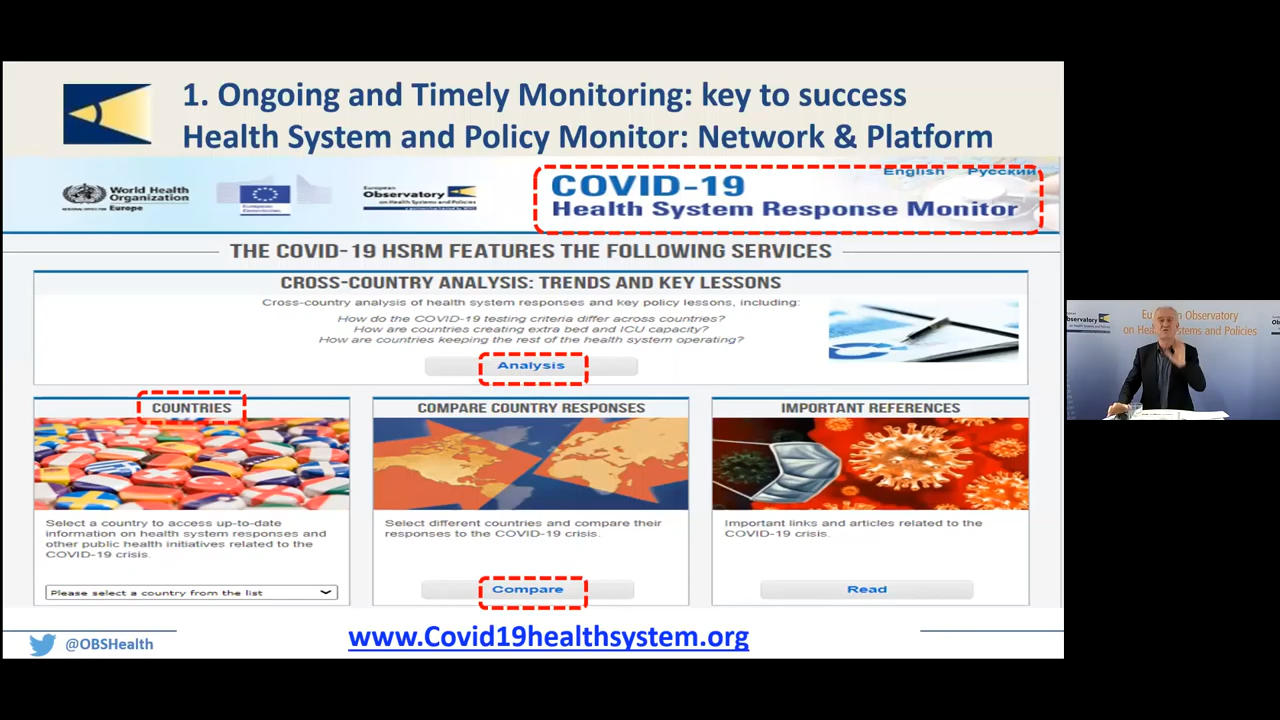 1. Ongoing and Timely Monitoring: key to success
Health System and Policy Monitor: Network & Platform
World Health
Organization
REGIONAL OFFICE FOR Europe
European
Commission
European
Observatory
on Health Systems and Policies
English Русский
COVID-19
Health System Response Monitor
THE COVID-19 HSRM FEATURES THE FOLLOWING SERVICES
CROSS-COUNTRY ANALYSIS: TRENDS AND KEY LESSONS
Cross-country analysis of health system responses and key policy lessons, including:
How do the COVID-19 testing criteria differ across countries?
How are countries creating extra bed and ICU capacity?
How are countries keeping the rest of the health system operating?
Analysis
COUNTRIES
Select a country to access up-to-date
information on health system responses and
other public health initiatives related to the
COVID-19 crisis.
Please select a country from the list
COMPARE COUNTRY RESPONSES
Select different countries and compare their
responses to the COVID-19 crisis.
Compare
IMPORTANT REFERENCES
Important links and articles related to the
COVID-19 crisis.
Read
@OBSHealth
www.Covid19healthsystem.org
European Observatory
on Health Systems and Policies
Observatory